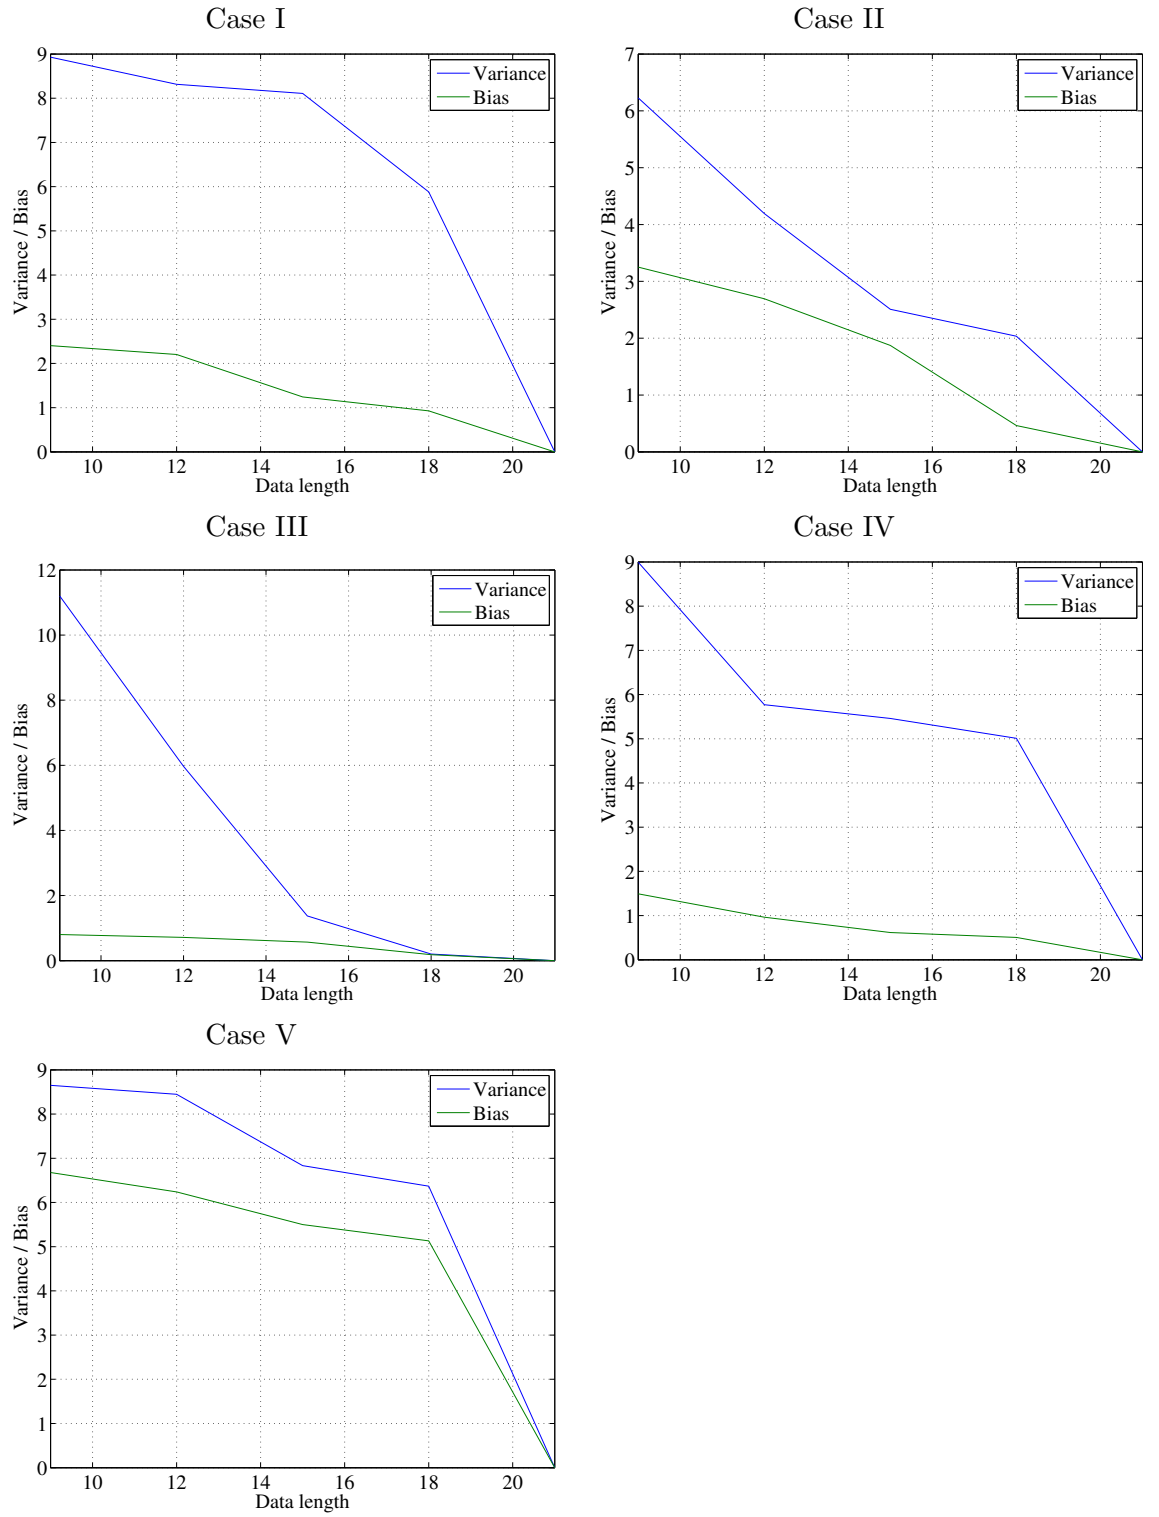 Case I
9
8
7
6
5
4
3
2
1
0
Variance / Bias
Variance
Bias
10 12 14 16 18 20
Data length
Case II
7
6
5
4
3
2
1
0
Variance / Bias
Variance
Bias
10 12 14 16 18 20
Data length
Case III
12
10
8
6
4
2
0
Variance / Bias
Variance
Bias
10 12 14 16 18 20
Data length
Case IV
9
8
7
6
5
4
3
2
1
0
Variance / Bias
Variance
Bias
10 12 14 16 18 20
Data length
Case V
9
8
7
6
5
4
3
2
1
0
Variance / Bias
Variance
Bias
10 12 14 16 18 20
Data length